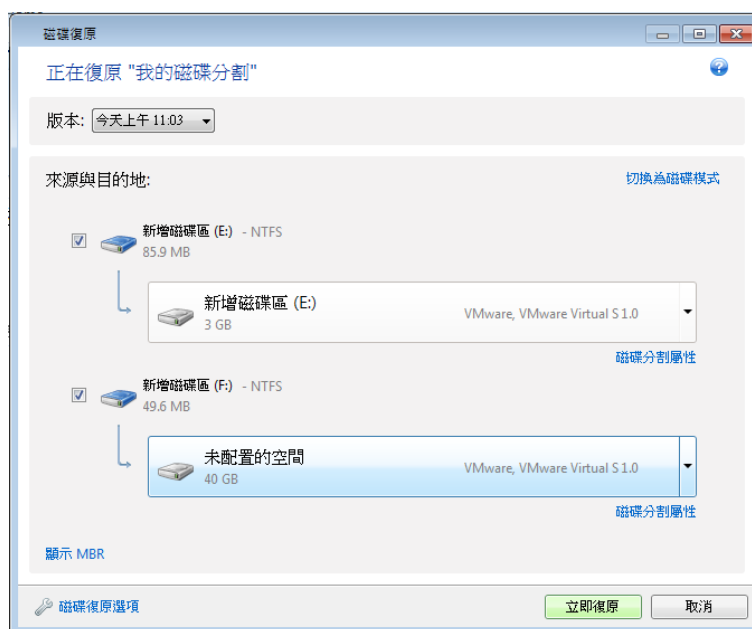 磁碟復原
正在復原 "我的磁碟分割"
版本: 今天上午 11:03
來源與目的地:
切換為磁碟模式
新增磁碟區 (E:) - NTFS
85.9 MB
新增磁碟區 (E:)
3 GB
VMware, VMware Virtual S 1.0
磁碟分割屬性
新增磁碟區 (F:) - NTFS
49.6 MB
未配置的空間
40 GB
VMware, VMware Virtual S 1.0
磁碟分割屬性
顯示 MBR
磁碟復原選項
立即復原
取消